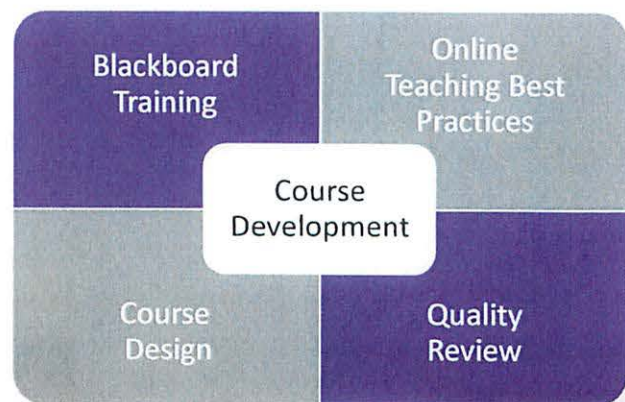 Blackboard
Training
Online
Teaching Best
Practices
Course
Development
Course
Design
Quality
Review